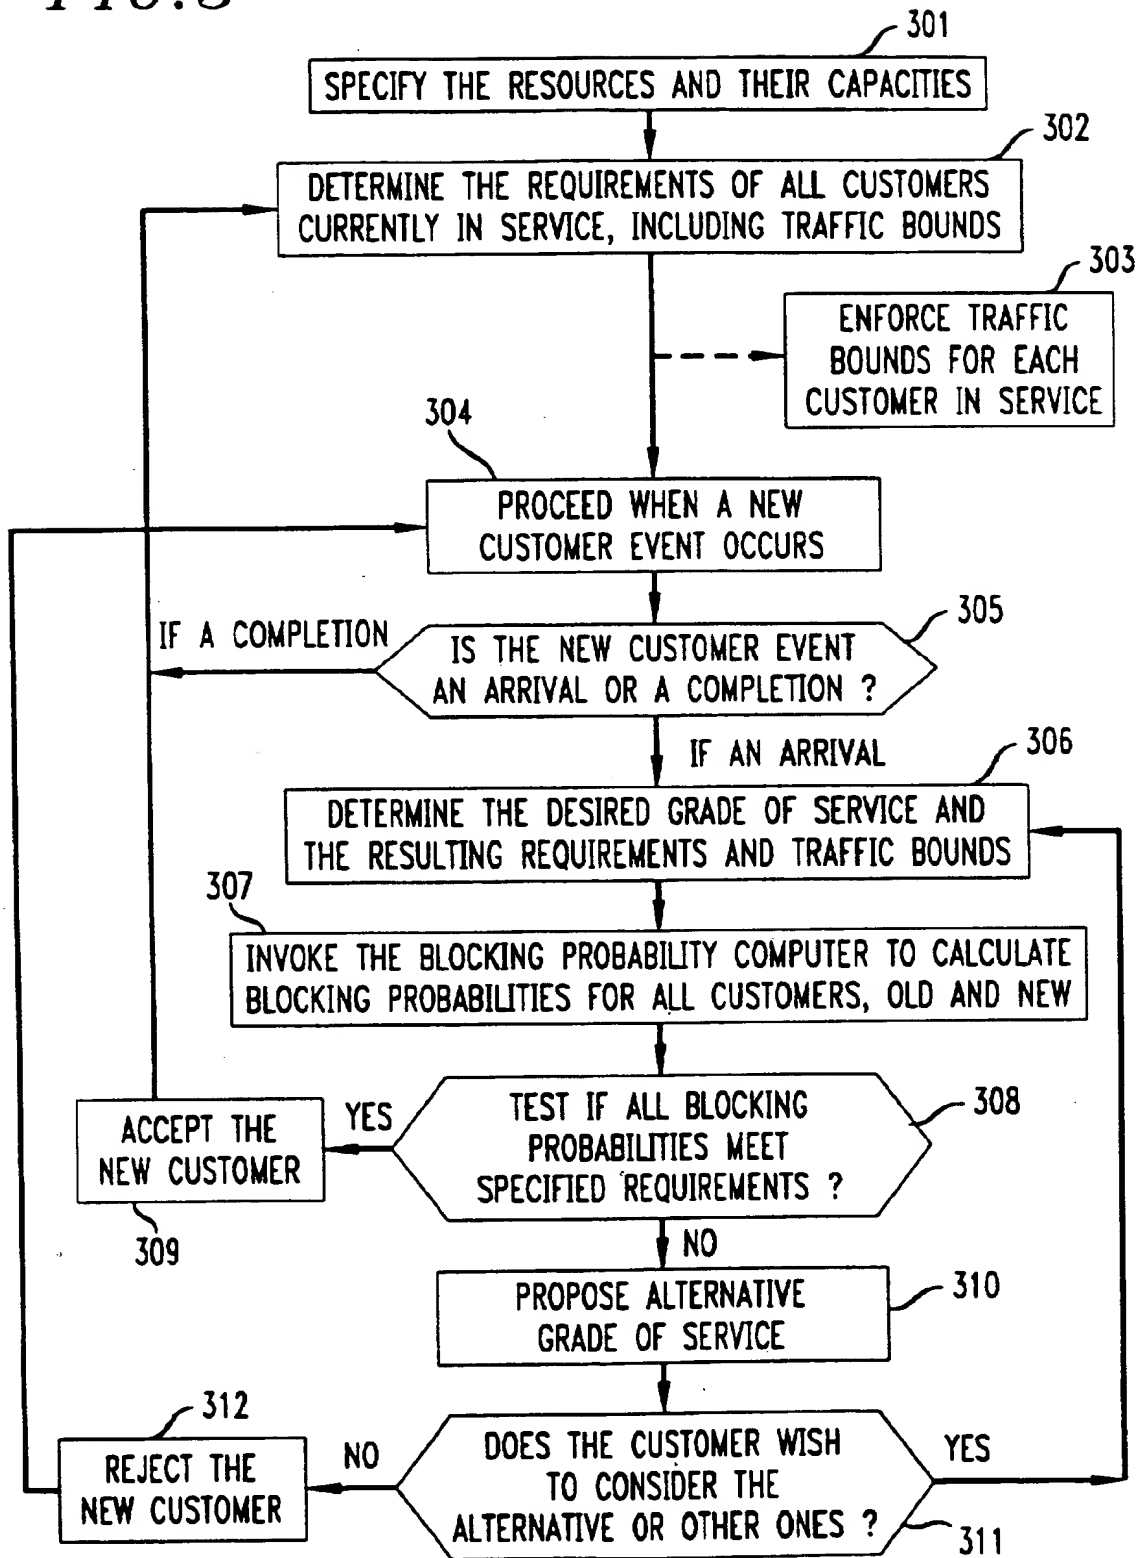 FIG.3
301
SPECIFY THE RESOURCES AND THEIR CAPACITIES
302
DETERMINE THE REQUIREMENTS OF ALL CUSTOMERS
CURRENTLY IN SERVICE, INCLUDING TRAFFIC BOUNDS
303
ENFORCE TRAFFIC
BOUNDS FOR EACH
CUSTOMER IN SERVICE
304
PROCEED WHEN A NEW
CUSTOMER EVENT OCCURS
305
IF A COMPLETION
IS THE NEW CUSTOMER EVENT
AN ARRIVAL OR A COMPLETION ?
IF AN ARRIVAL
306
DETERMINE THE DESIRED GRADE OF SERVICE AND
THE RESULTING REQUIREMENTS AND TRAFFIC BOUNDS
307
INVOKE THE BLOCKING PROBABILITY COMPUTER TO CALCULATE
BLOCKING PROBABILITIES FOR ALL CUSTOMERS, OLD AND NEW
308
TEST IF ALL BLOCKING
PROBABILITIES MEET
SPECIFIED REQUIREMENTS ?
YES
ACCEPT THE
NEW CUSTOMER
309
NO
310
PROPOSE ALTERNATIVE
GRADE OF SERVICE
312
REJECT THE
NEW CUSTOMER
NO
DOES THE CUSTOMER WISH
TO CONSIDER THE
ALTERNATIVE OR OTHER ONES ?
YES
311